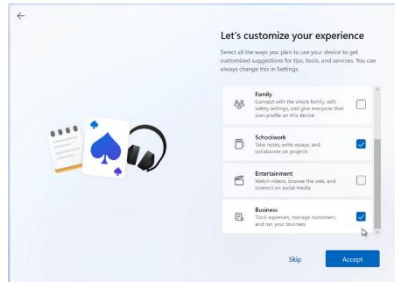 Let's customize your experience
Select all the ways you plan to use your device to get
customized suggestions for tips, tools, and services. You can
always change this in Settings.
Family
Connect with the whole family, edit
safety settings, and give everyone their
own profile on this device
Schoolwork
Take notes, write essays, and
collaborate on projects
Entertainment
Watch videos, browse the web, and
connect on social media
Business
Track expenses, manage customers,
and run your business
Skip
Accept